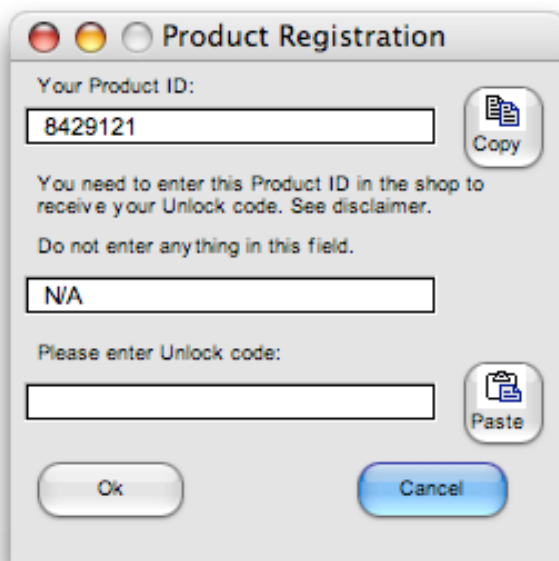 Product Registration
Your Product ID:
8429121
Copy
You need to enter this Product ID in the shop to
receive your Unlock code. See disclaimer.
Do not enter anything in this field.
N/A
Please enter Unlock code:
Paste
Ok
Cancel